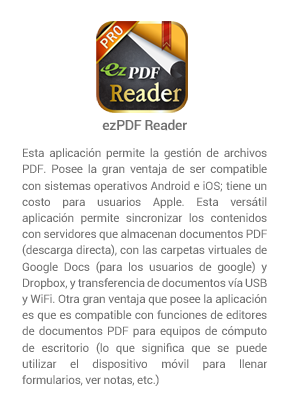 PRO
ezPDF
Reader
ezPDF Reader
Esta aplicación permite la gestión de archivos
PDF. Posee la gran ventaja de ser compatible
con sistemas operativos Android e iOS; tiene un
costo para usuarios Apple. Esta versátil
aplicación permite sincronizar los contenidos
con servidores que almacenan documentos PDF
(descarga directa), con las carpetas virtuales de
Google Docs (para los usuarios de google) y
Dropbox, y transferencia de documentos vía USB
y WiFi. Otra gran ventaja que posee la aplicación
es que es compatible con funciones de editores
de documentos PDF para equipos de cómputo
de escritorio (lo que significa que se puede
utilizar el dispositivo móvil para llenar
formularios, ver notas, etc.)